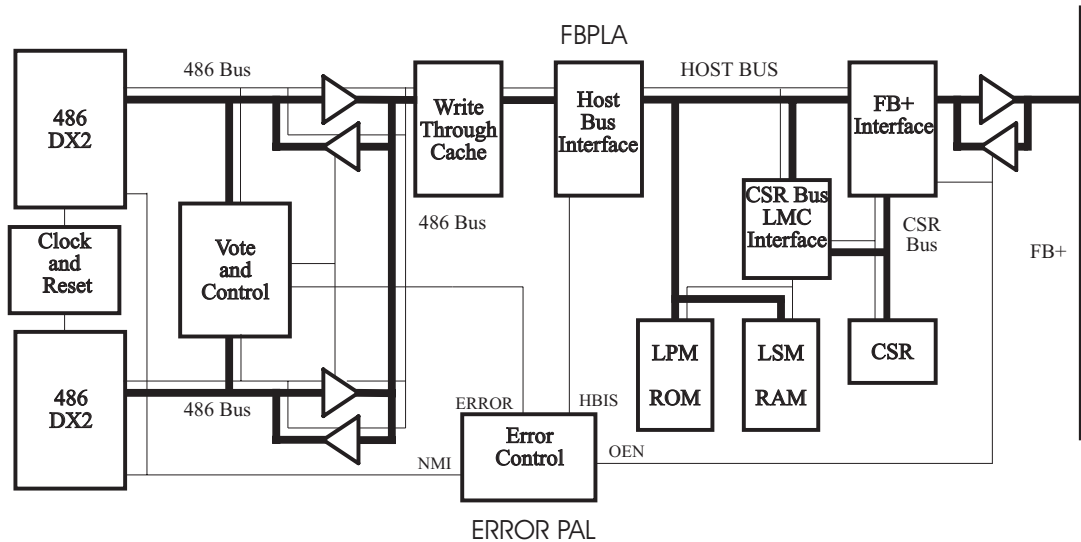 FBPLA
486 Bus
HOST BUS
486
DX2
Write
Through
Cache
Host
Bus
Interface
FB+
Interface
CSR Bus
LMC
Interface
486 Bus
CSR
Bus
FB+
Clock
and
Reset
Vote
and
Control
LPM
ROM
LSM
RAM
CSR
486
DX2
486 Bus
ERROR
HBIS
Error
Control
NMI
OEN
ERROR PAL